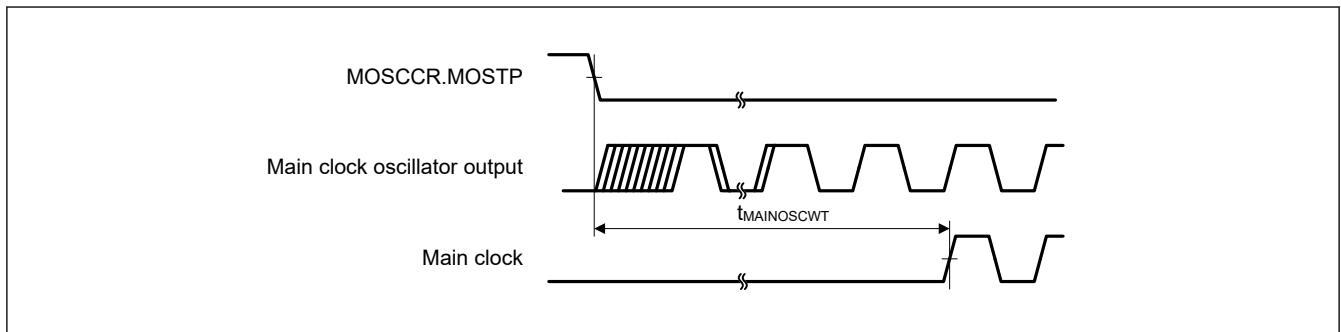 MOSCCR.MOSTP
Main clock oscillator output
tMAINOSCWT
Main clock